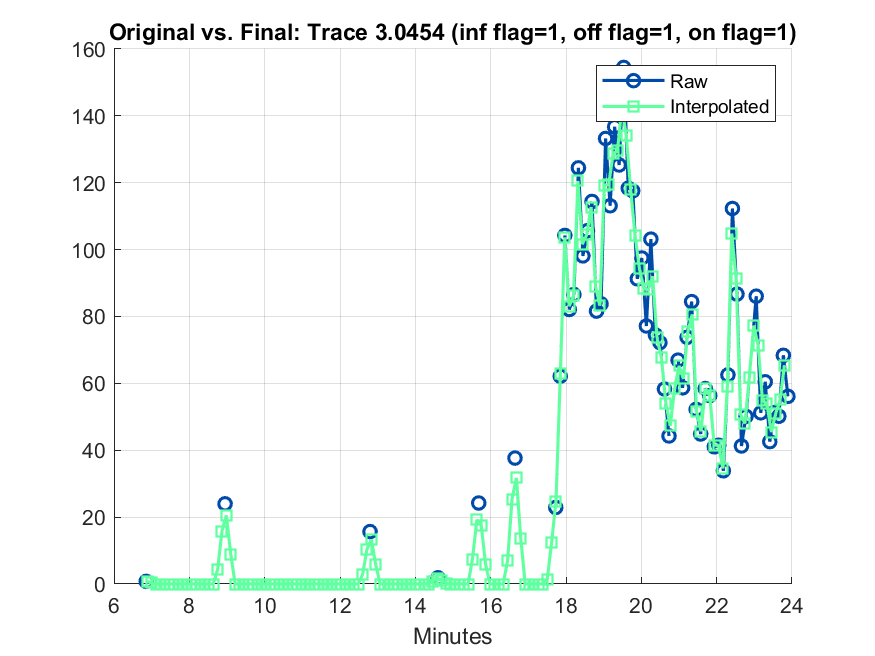 Original vs. Final: Trace 3.0454 (inf flag=1, off flag=1, on flag=1)
160
140
120
100
80
60
40
20
0
Raw
Interpolated
6 8 10 12 14 16 18 20 22 24
Minutes